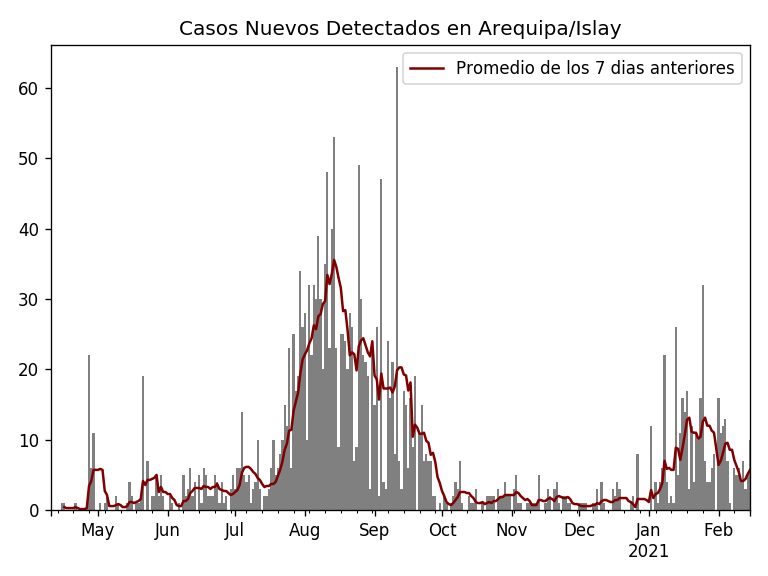 Casos Nuevos Detectados en Arequipa/Islay
Promedio de los 7 dias anteriores
60
50
40
30
20
10
0
May Jun Jul Aug Sep Oct Nov Dec Jan Feb
2021